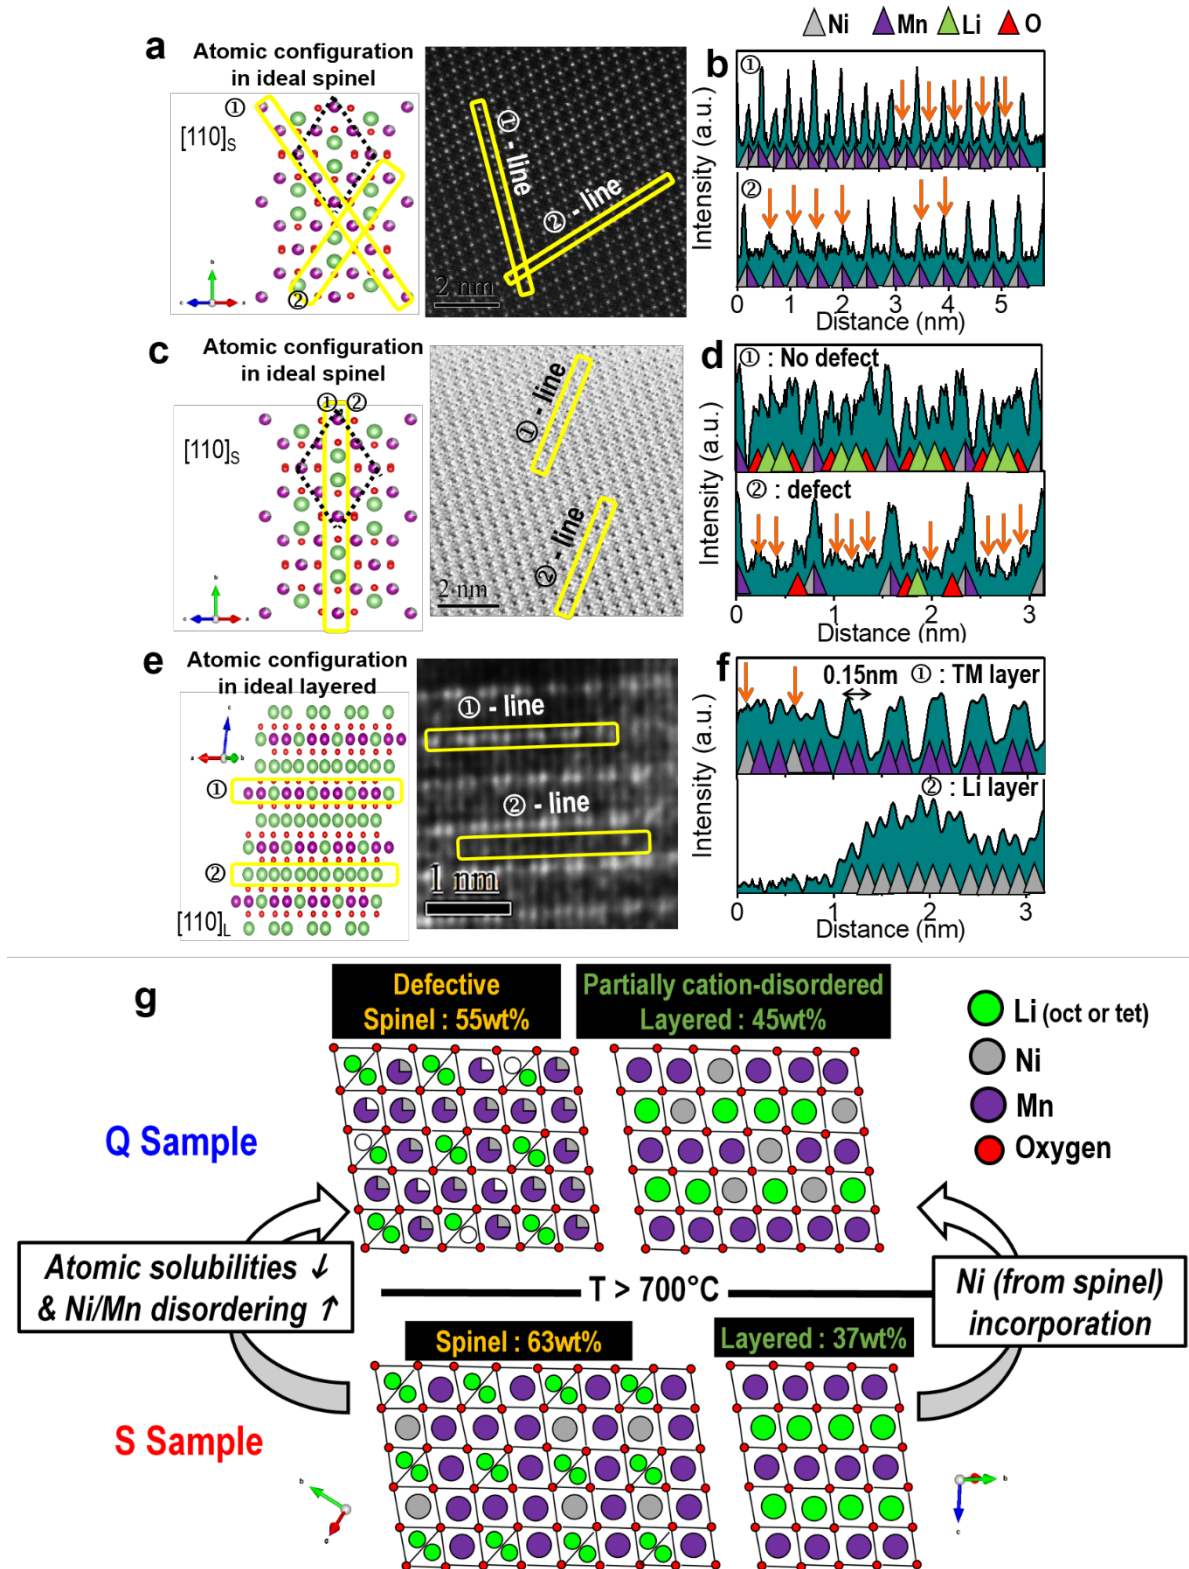 Ni Mn Li O
a Atomic configuration
in ideal spinel
①
[110]S
②
b
c a
① - line
② - line
2 nm
b
Intensity (a.u.)
①
②
0 1 2 3 4 5
Distance (nm)
c Atomic configuration
in ideal spinel
① ②
[110]S
b
c a
① - line
② - line
2 nm
d
Intensity (a.u.)
① : No defect
② : defect
0 1 2 3
Distance (nm)
e Atomic configuration
in ideal layered
c
a b
①
②
[110]L
① - line
② - line
1 nm
f
Intensity (a.u.)
0.15nm ① : TM layer
② : Li layer
0 1 2 3
Distance (nm)
g
Defective
Spinel : 55wt%
Partially cation-disordered
Layered : 45wt%
Li (oct or tet)
Ni
Mn
Oxygen
Q Sample
Atomic solubilities ↓
& Ni/Mn disordering ↑
T > 700°C
Ni (from spinel)
incorporation
Spinel : 63wt%
Layered : 37wt%
S Sample
b
a
b
c